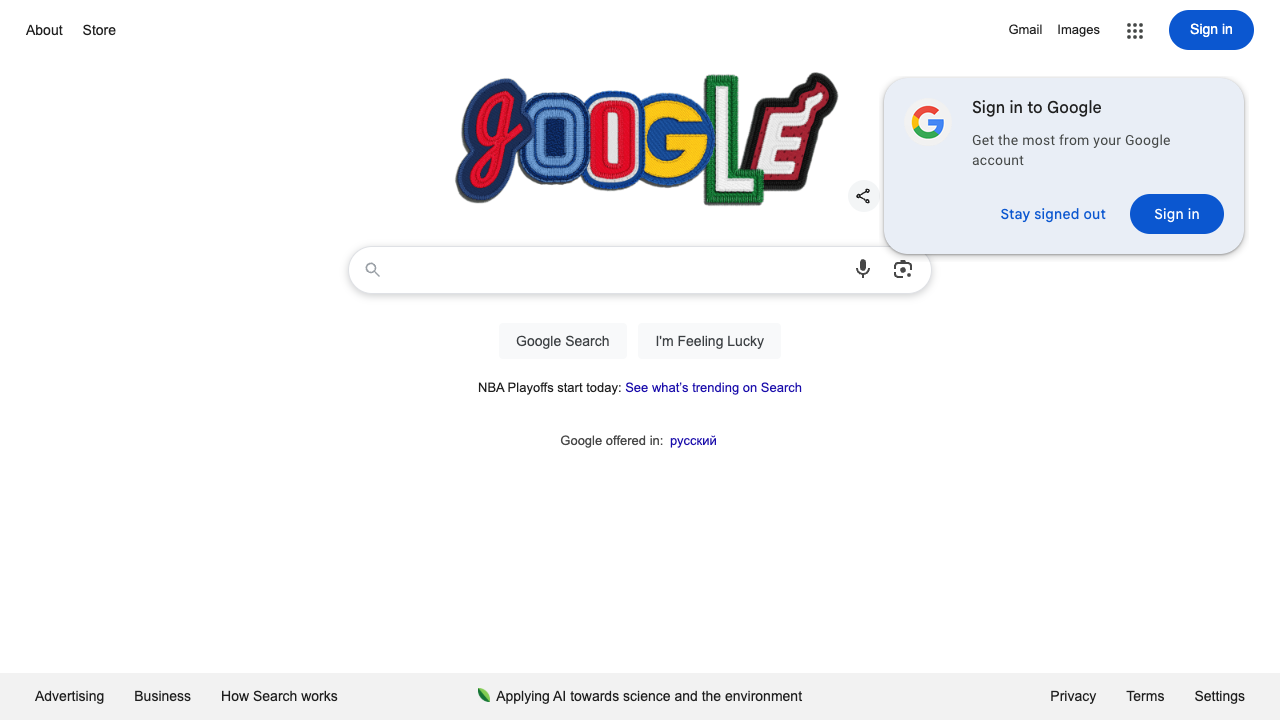 About Store
Gmail Images Sign in
GOOGLE
Sign in to Google
Get the most from your Google
account
Stay signed out Sign in
Google Search I'm Feeling Lucky
NBA Playoffs start today: See what's trending on Search
Google offered in: русский
Advertising Business How Search works
Applying AI towards science and the environment
Privacy Terms Settings